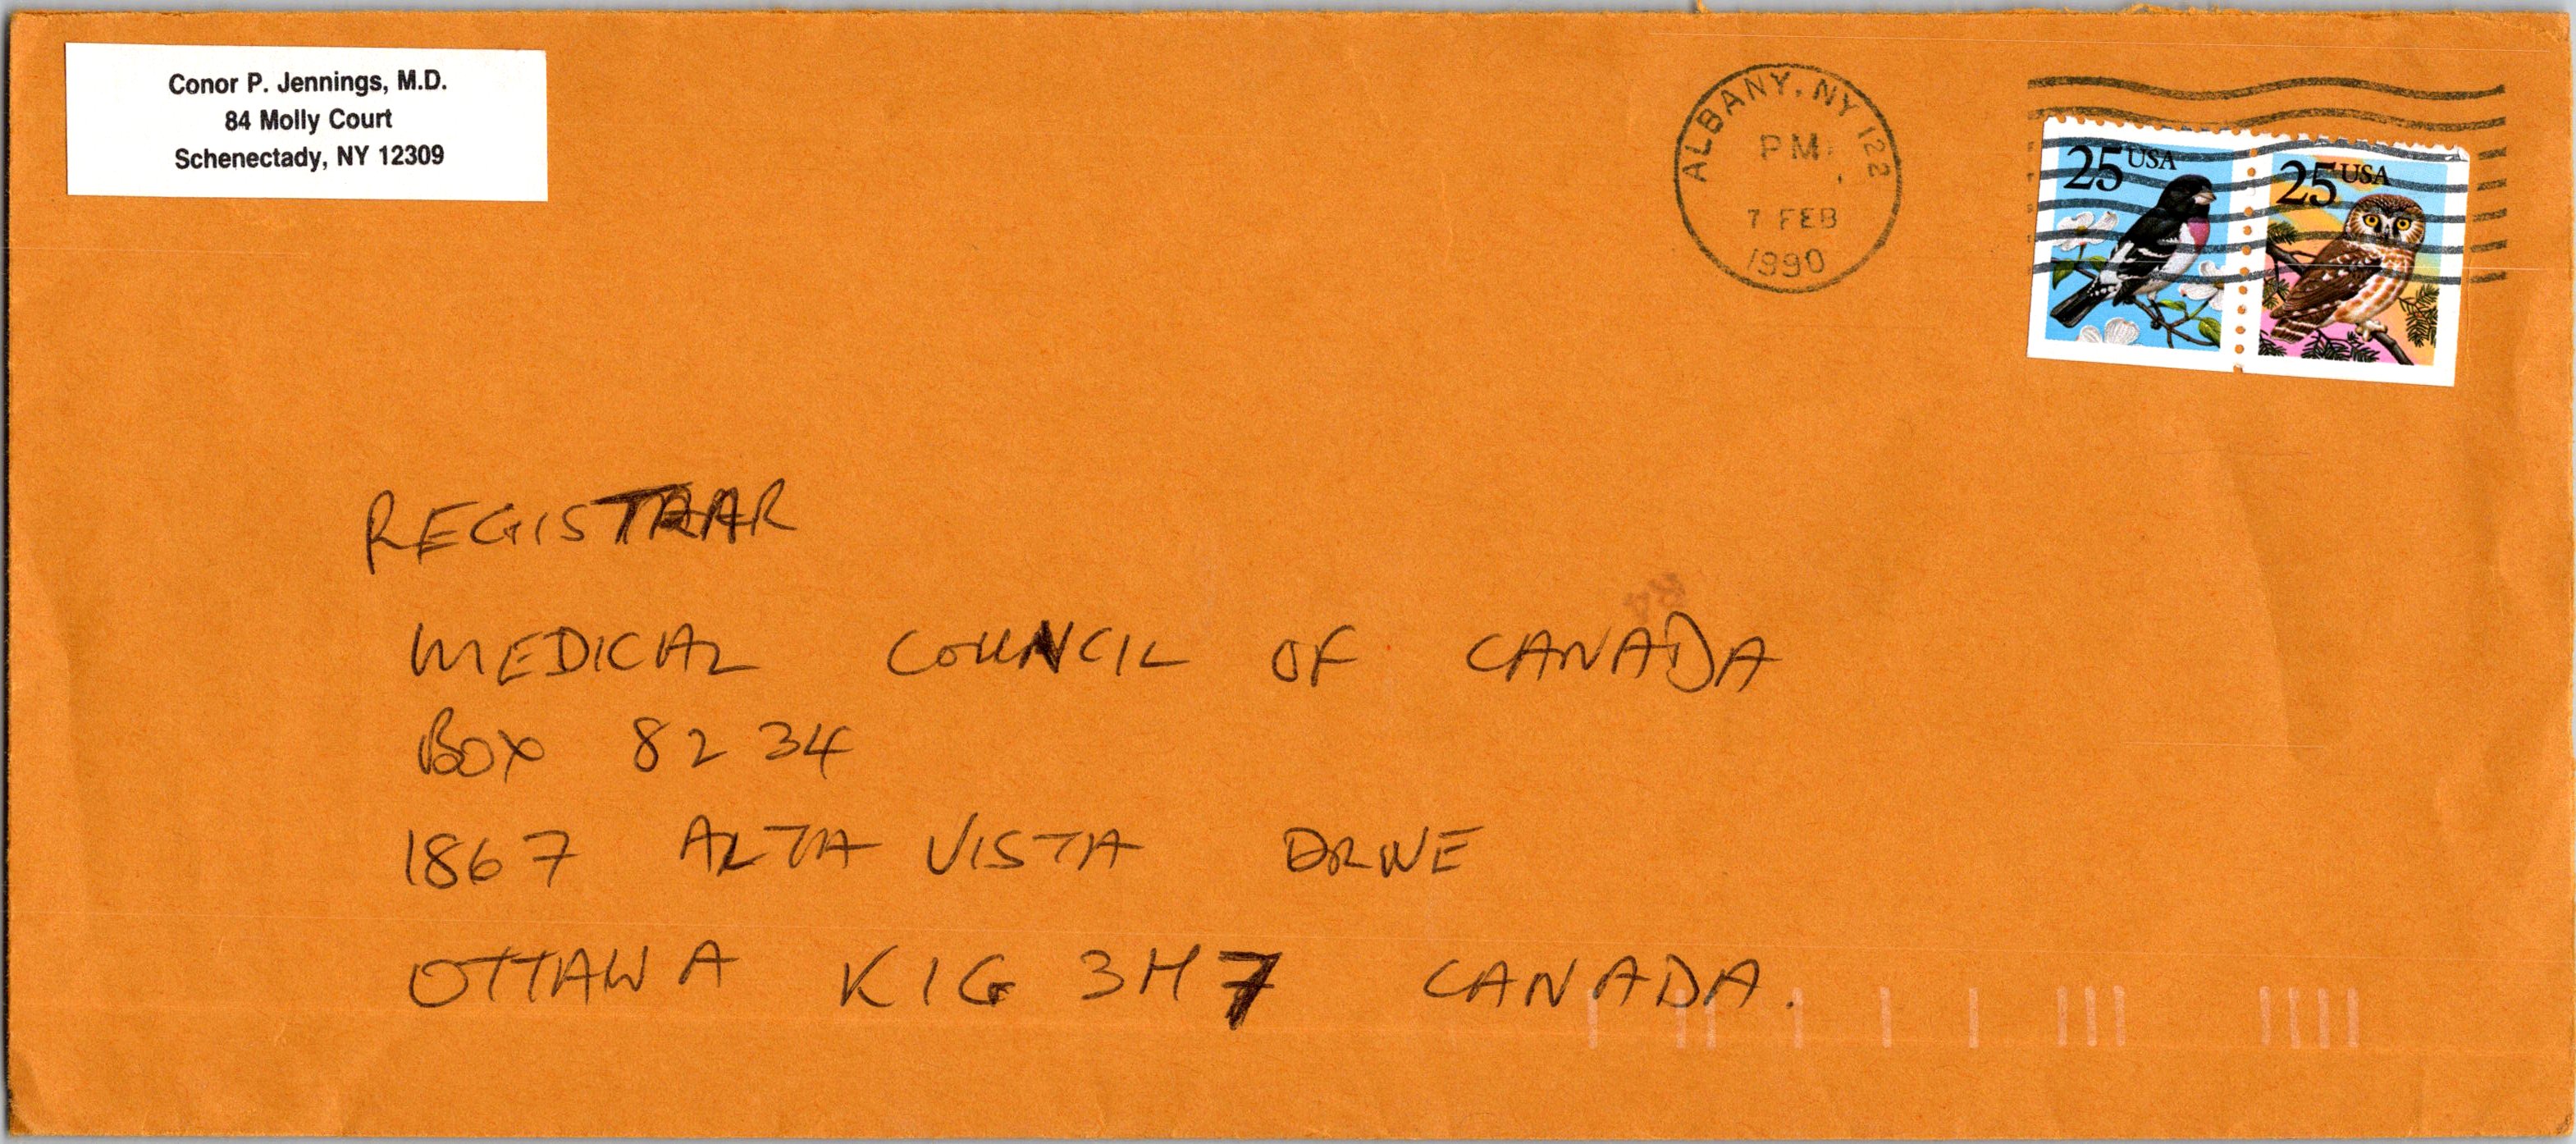 Conor P. Jennings, M.D.
84 Molly Court
Schenectady, NY 12309
ALBANY, NY 122
PM
7 FEB
1990
25 USA
25 USA
REGISTRAR
MEDICAL COUNCIL OF CANADA
BOX 8234
1867 ALTA VISTA DRIVE
OTTAWA K1G 3H7 CANADA.